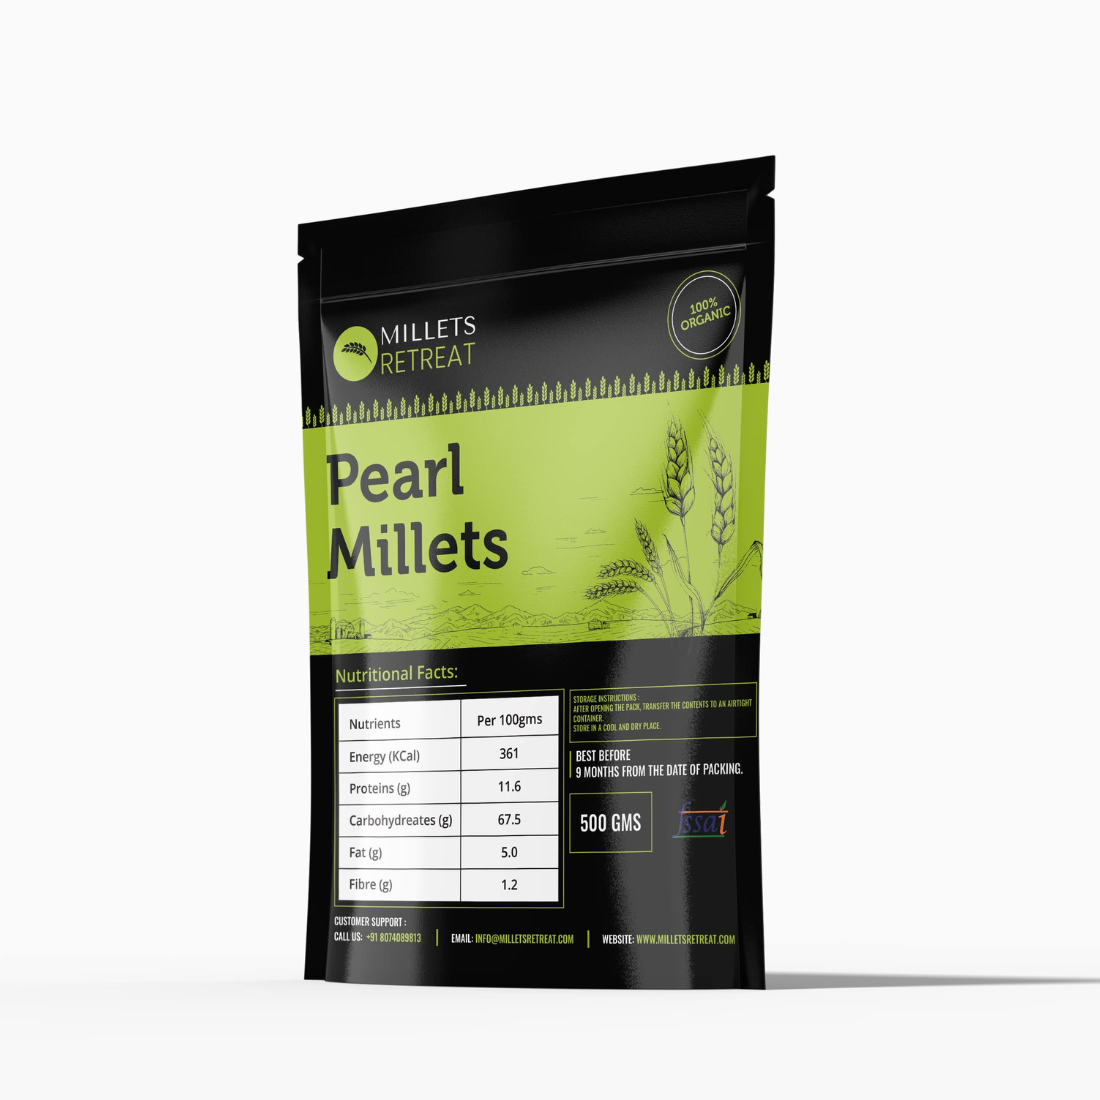 MILLETS
RETREAT
100%
ORGANIC
Pearl
Millets
Nutritional Facts:
Nutrients Per 100gms
Energy (KCal) 361
Proteins (g) 11.6
Carbohydreates (g) 67.5
Fat (g) 5.0
Fibre (g) 1.2
STORAGE INSTRUCTIONS :
AFTER OPENING THE PACK, TRANSFER THE CONTENTS TO AN AIRTIGHT
CONTAINER.
STORE IN A COOL AND DRY PLACE.
BEST BEFORE
9 MONTHS FROM THE DATE OF PACKING.
500 GMS
fssai
CUSTOMER SUPPORT :
CALL US: +91 8074089813 EMAIL: INFO@MILLETSRETREAT.COM WEBSITE: WWW.MILLETSRETREAT.COM